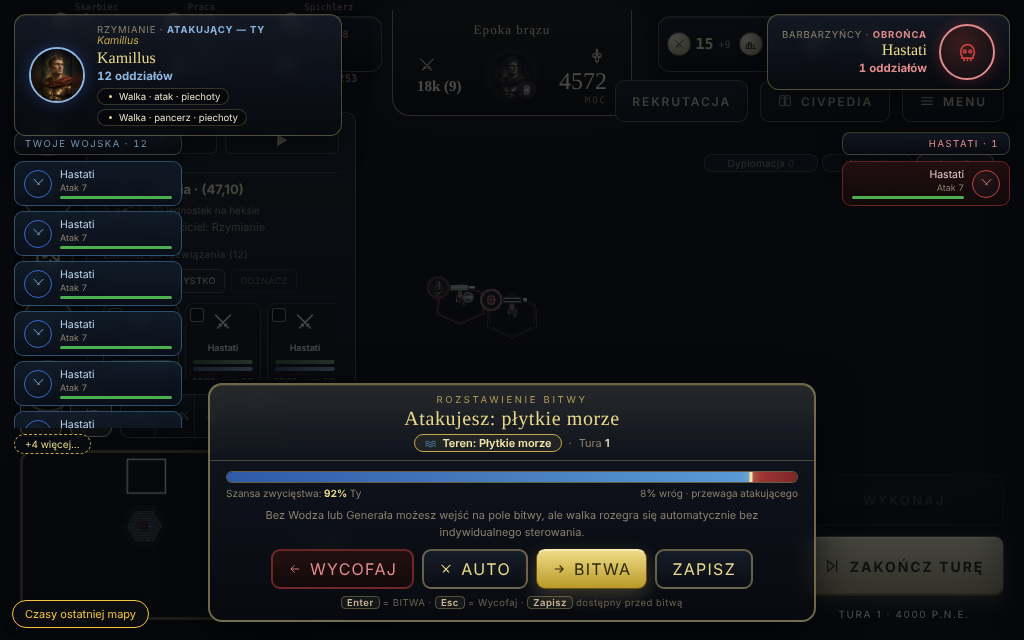 Skarbiec
Praca
Spichlerz
RZYMIANIE · ATAKUJĄCY — TY
Kamillus
Kamillus
12 oddziałów
• Walka · atak · piechoty
• Walka · pancerz · piechoty
Epoka brązu
18k (9)
4572
MOC
15 +9
BARBARZYŃCY · OBROŃCA
Hastati
1 oddziałów
REKRUTACJA
CIVPEDIA
MENU
TWOJE WOJSKA · 12
HASTATI · 1
Dyplomacja 0
Hastati
Atak 7
Hastati
Atak 7
Hastati
Atak 7
Hastati
Atak 7
Hastati
Atak 7
Hastati
Atak 7
Hastati
+4 więcej...
· (47,10)
ODZNACZ
Hastati
Hastati
ROZSTAWIENIE BITWY
Atakujesz: płytkie morze
Teren: Płytkie morze · Tura 1
Szansa zwycięstwa: 92% Ty
8% wróg · przewaga atakującego
Bez Wodza lub Generała możesz wejść na pole bitwy, ale walka rozegra się automatycznie bez
indywidualnego sterowania.
← WYCOFAJ
AUTO
→ BITWA
ZAPISZ
Enter = BITWA · Esc = Wycofaj · Zapisz dostępny przed bitwą
WYKONAJ
ZAKOŃCZ TURĘ
TURA 1 · 4000 P.N.E.
Czasy ostatniej mapy